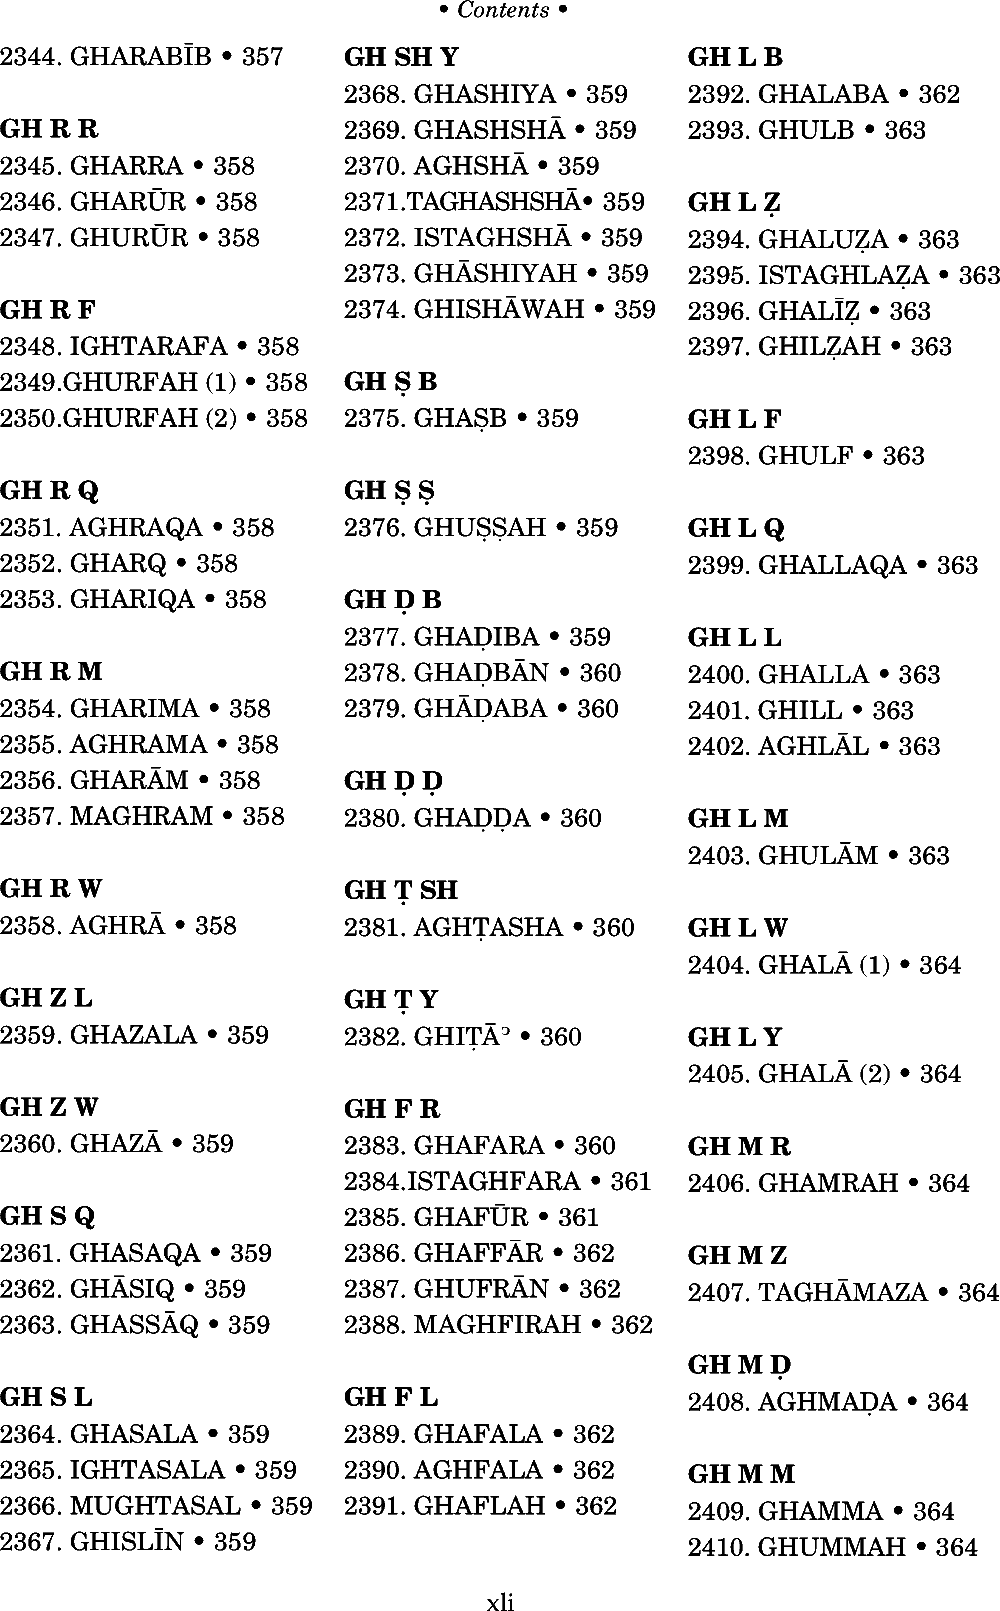 • Contents •
2344. GHARABĪB • 357
GH R R
2345. GHARRA • 358
2346. GHARŪR • 358
2347. GHURŪR • 358
GH R F
2348. IGHTARAFA • 358
2349.GHURFAH (1) • 358
2350.GHURFAH (2) • 358
GH R Q
2351. AGHRAQA • 358
2352. GHARQ • 358
2353. GHARIQA • 358
GH R M
2354. GHARIMA • 358
2355. AGHRAMA • 358
2356. GHARĀM • 358
2357. MAGHRAM • 358
GH R W
2358. AGHRĀ • 358
GH Z L
2359. GHAZALA • 359
GH Z W
2360. GHAZĀ • 359
GH S Q
2361. GHASAQA • 359
2362. GHĀSIQ • 359
2363. GHASSĀQ • 359
GH S L
2364. GHASALA • 359
2365. IGHTASALA • 359
2366. MUGHTASAL • 359
2367. GHISLĪN • 359
GH SH Y
2368. GHASHIYA • 359
2369. GHASHSHĀ • 359
2370. AGHSHĀ • 359
2371.TAGHASHSHĀ• 359
2372. ISTAGHSHĀ • 359
2373. GHĀSHIYAH • 359
2374. GHISHĀWAH • 359
GH Ṣ B
2375. GHAṢB • 359
GH Ṣ Ṣ
2376. GHUṢṢAH • 359
GH Ḍ B
2377. GHAḌIBA • 359
2378. GHAḌBĀN • 360
2379. GHĀḌABA • 360
GH Ḍ Ḍ
2380. GHAḌḌA • 360
GH Ṭ SH
2381. AGHṬASHA • 360
GH Ṭ Y
2382. GHIṬĀʾ • 360
GH F R
2383. GHAFARA • 360
2384.ISTAGHFARA • 361
2385. GHAFŪR • 361
2386. GHAFFĀR • 362
2387. GHUFRĀN • 362
2388. MAGHFIRAH • 362
GH F L
2389. GHAFALA • 362
2390. AGHFALA • 362
2391. GHAFLAH • 362
GH L B
2392. GHALABA • 362
2393. GHULB • 363
GH L Ẓ
2394. GHALUẒA • 363
2395. ISTAGHLAẒA • 363
2396. GHALĪẒ • 363
2397. GHILẒAH • 363
GH L F
2398. GHULF • 363
GH L Q
2399. GHALLAQA • 363
GH L L
2400. GHALLA • 363
2401. GHILL • 363
2402. AGHLĀL • 363
GH L M
2403. GHULĀM • 363
GH L W
2404. GHALĀ (1) • 364
GH L Y
2405. GHALĀ (2) • 364
GH M R
2406. GHAMRAH • 364
GH M Z
2407. TAGHĀMAZA • 364
GH M Ḍ
2408. AGHMAḌA • 364
GH M M
2409. GHAMMA • 364
2410. GHUMMAH • 364
xli